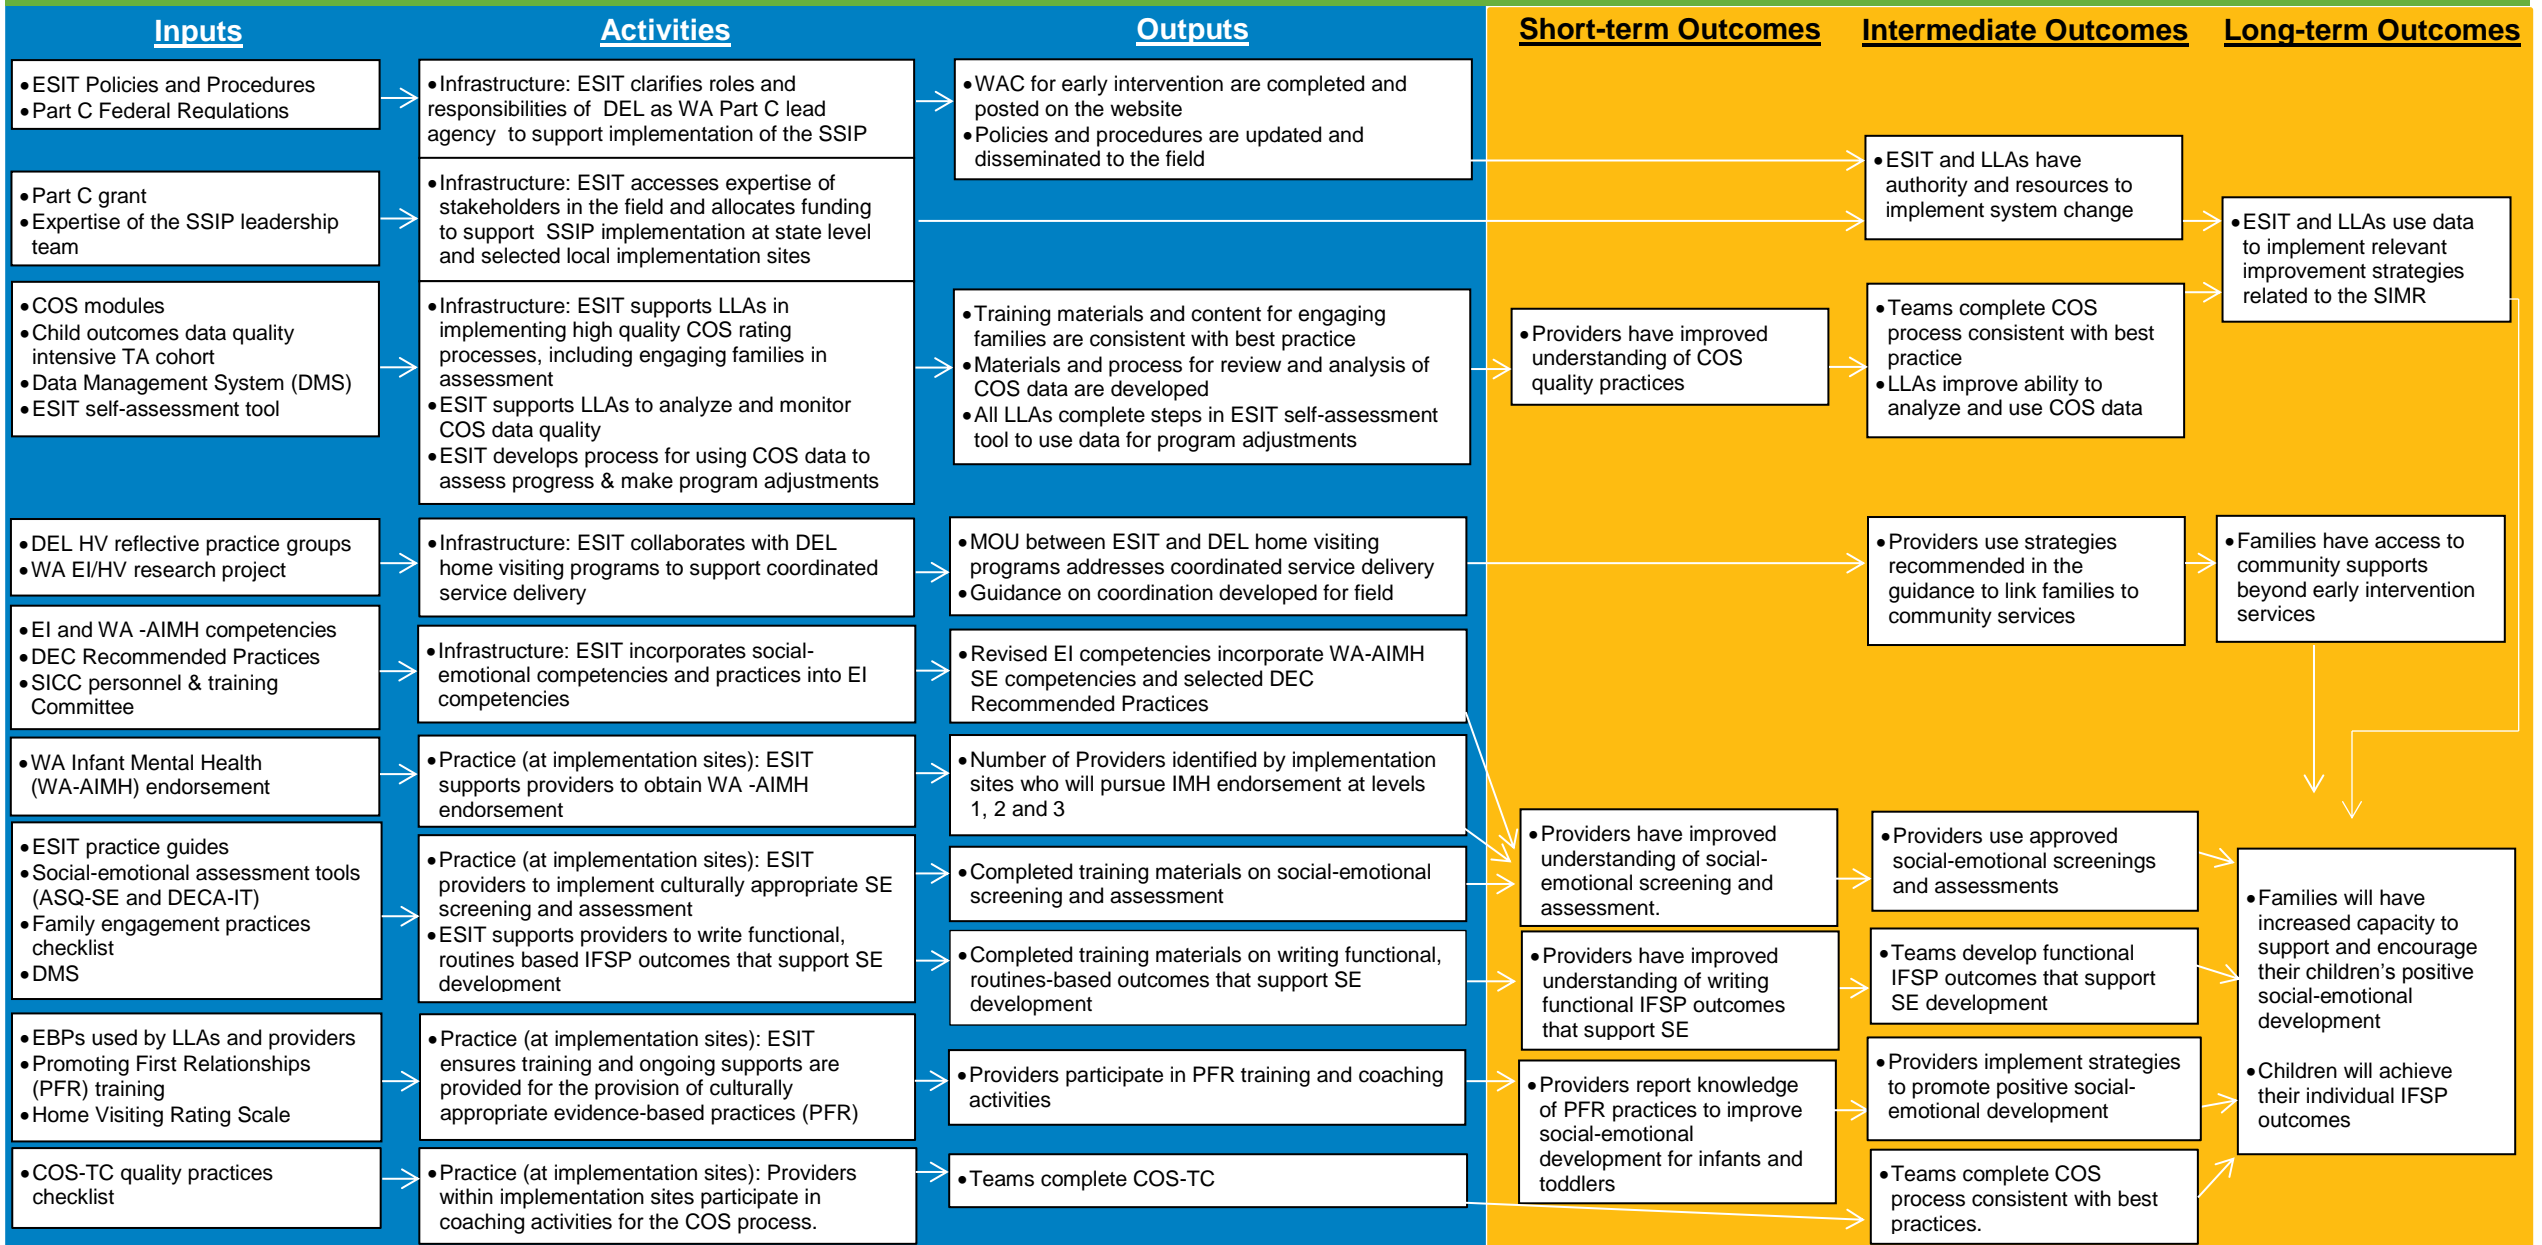 Inputs
Activities
Outputs
Short-term Outcomes
Intermediate Outcomes
Long-term Outcomes
•ESIT Policies and Procedures
•Part C Federal Regulations
•Infrastructure: ESIT clarifies roles and
responsibilities of DEL as WA Part C lead
agency to support implementation of the SSIP
•WAC for early intervention are completed and
posted on the website
•Policies and procedures are updated and
disseminated to the field
•Part C grant
•Expertise of the SSIP leadership
team
•Infrastructure: ESIT accesses expertise of
stakeholders in the field and allocates funding
to support SSIP implementation at state level
and selected local implementation sites
•ESIT and LLAs have
authority and resources to
implement system change
•ESIT and LLAs use data
to implement relevant
improvement strategies
related to the SIMR
•COS modules
•Child outcomes data quality
intensive TA cohort
•Data Management System (DMS)
•ESIT self-assessment tool
•Infrastructure: ESIT supports LLAs in
implementing high quality COS rating
processes, including engaging families in
assessment
•ESIT supports LLAs to analyze and monitor
COS data quality
•ESIT develops process for using COS data to
assess progress & make program adjustments
•Training materials and content for engaging
families are consistent with best practice
•Materials and process for review and analysis of
COS data are developed
•All LLAs complete steps in ESIT self-assessment
tool to use data for program adjustments
•Providers have improved
understanding of COS
quality practices
•Teams complete COS
process consistent with best
practice
•LLAs improve ability to
analyze and use COS data
•DEL HV reflective practice groups
•WA EI/HV research project
•Infrastructure: ESIT collaborates with DEL
home visiting programs to support coordinated
service delivery
•MOU between ESIT and DEL home visiting
programs addresses coordinated service delivery
•Guidance on coordination developed for field
•Providers use strategies
recommended in the
guidance to link families to
community services
•Families have access to
community supports
beyond early intervention
services
•EI and WA -AIMH competencies
•DEC Recommended Practices
•SICC personnel & training
Committee
•Infrastructure: ESIT incorporates social-
emotional competencies and practices into EI
competencies
•Revised EI competencies incorporate WA-AIMH
SE competencies and selected DEC
Recommended Practices
•WA Infant Mental Health
(WA-AIMH) endorsement
•Practice (at implementation sites): ESIT
supports providers to obtain WA -AIMH
endorsement
•Number of Providers identified by implementation
sites who will pursue IMH endorsement at levels
1, 2 and 3
•ESIT practice guides
•Social-emotional assessment tools
(ASQ-SE and DECA-IT)
•Family engagement practices
checklist
•DMS
•Practice (at implementation sites): ESIT
providers to implement culturally appropriate SE
screening and assessment
•ESIT supports providers to write functional,
routines based IFSP outcomes that support SE
development
•Completed training materials on social-emotional
screening and assessment
•Completed training materials on writing functional,
routines-based outcomes that support SE
development
•Providers have improved
understanding of social-
emotional screening and
assessment.
•Providers have improved
understanding of writing
functional IFSP outcomes
that support SE
•Providers use approved
social-emotional screenings
and assessments
•Teams develop functional
IFSP outcomes that support
SE development
•Families will have
increased capacity to
support and encourage
their children's positive
social-emotional
development
•Children will achieve
their individual IFSP
outcomes
•EBPs used by LLAs and providers
•Promoting First Relationships
(PFR) training
•Home Visiting Rating Scale
•Practice (at implementation sites): ESIT
ensures training and ongoing supports are
provided for the provision of culturally
appropriate evidence-based practices (PFR)
•Providers participate in PFR training and coaching
activities
•Providers report knowledge
of PFR practices to improve
social-emotional
development for infants and
toddlers
•Providers implement strategies
to promote positive social-
emotional development
•COS-TC quality practices
checklist
•Practice (at implementation sites): Providers
within implementation sites participate in
coaching activities for the COS process.
•Teams complete COS-TC
•Teams complete COS
process consistent with best
practices.